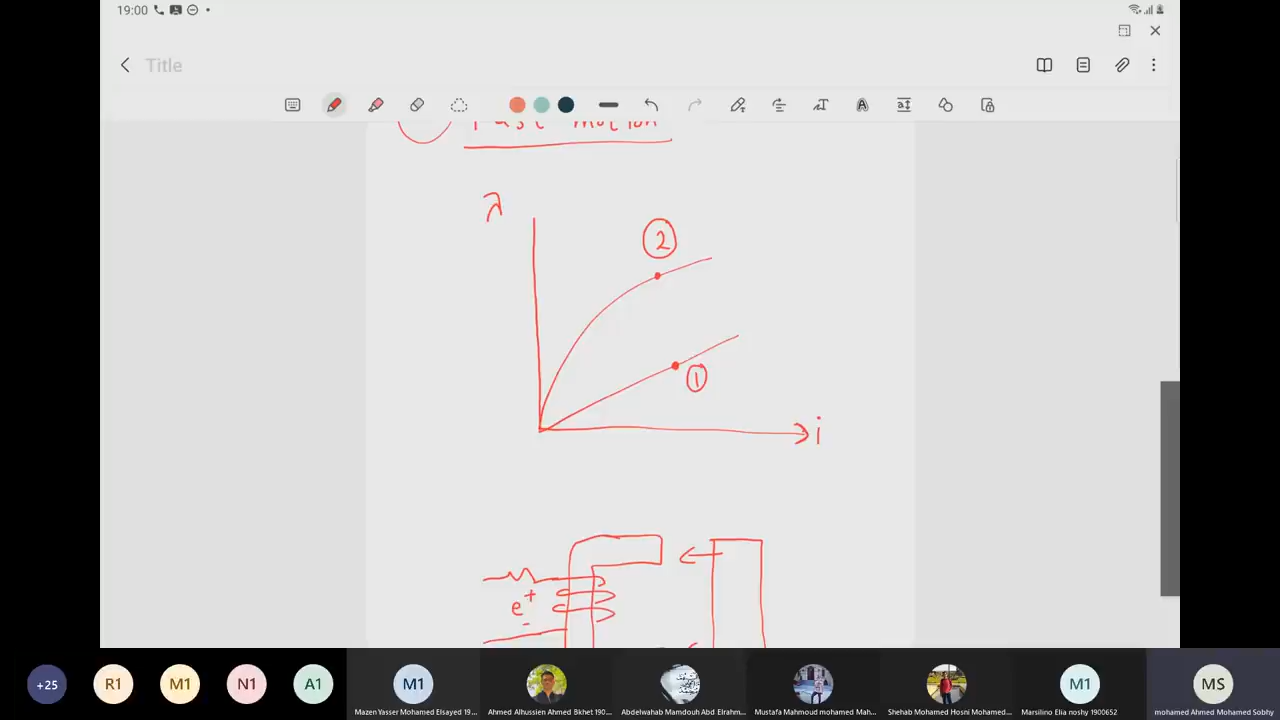 19:00
Title
Fast motion
λ
2
1
i
e
+
-
+25
R1
M1
N1
A1
M1
MS
M1
Mazen Yasser Mohamed Elsayed 19...
Ahmed Alhussien Ahmed Bkhet 190...
Abdelwahab Mamdouh Abd Elrahm...
Mustafa Mahmoud mohamed Mah...
Shehab Mohamed Hosni Mohamed...
Marsilino Elia noshy 1900652
mohamed Ahmed Mohamed Sobhy